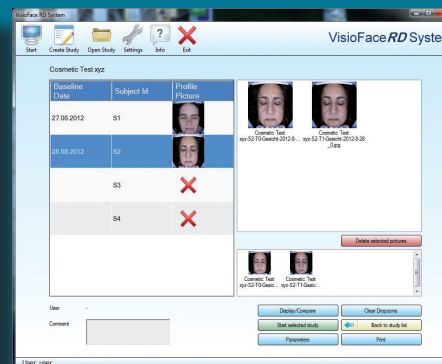 VisioFace RD System
Start
Create Study
Open Study
Settings
Info
Exit
VisioFace RD Syste
Cosmetic Test xyz
Baseline Date
Subject Id
Profile Picture
27.08.2012
S1
28.08.2012
S2
S3
S4
Cosmetic Test
xyz-S2-T0-Gesicht-2012-8-...
Cosmetic Test
xyz-S2-T1-Gesicht-2012-8-28
_0.jpg
Delete selected pictures
Cosmetic Test
xyz-S2-T0-Gesic...
Cosmetic Test
xyz-S2-T1-Gesic...
User
-
Comment
Display/Compare
Clear Dropzone
Start selected study
Back to study list
Parameters
Print
User: user